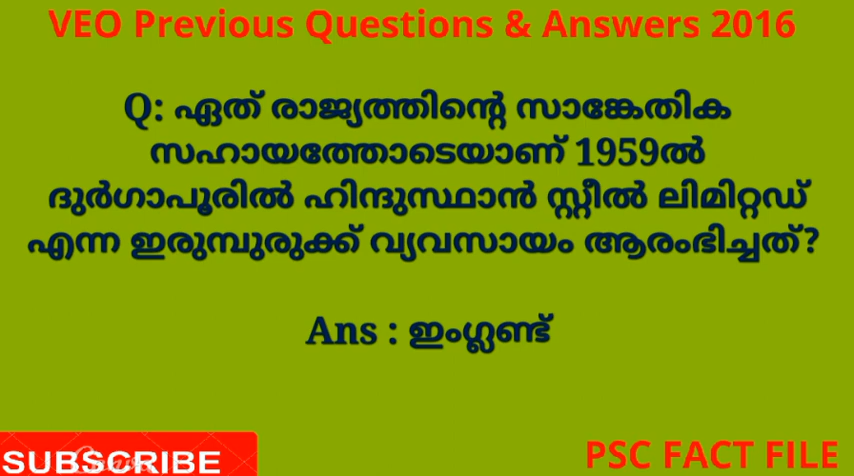 VEO Previous Questions & Answers 2016
Q: ഏത് രാജ്യത്തിന്റെ സാങ്കേതിക
സഹായത്തോടെയാണ് 1959ൽ
ദുർഗാപൂരിൽ ഹിന്ദുസ്ഥാൻ സ്റ്റീൽ ലിമിറ്റഡ്
എന്ന ഇരുമ്പുരുക്ക് വ്യവസായം ആരംഭിച്ചത്?
Ans : ഇംഗ്ലണ്ട്
SUBSCRIBE
PSC FACT FILE